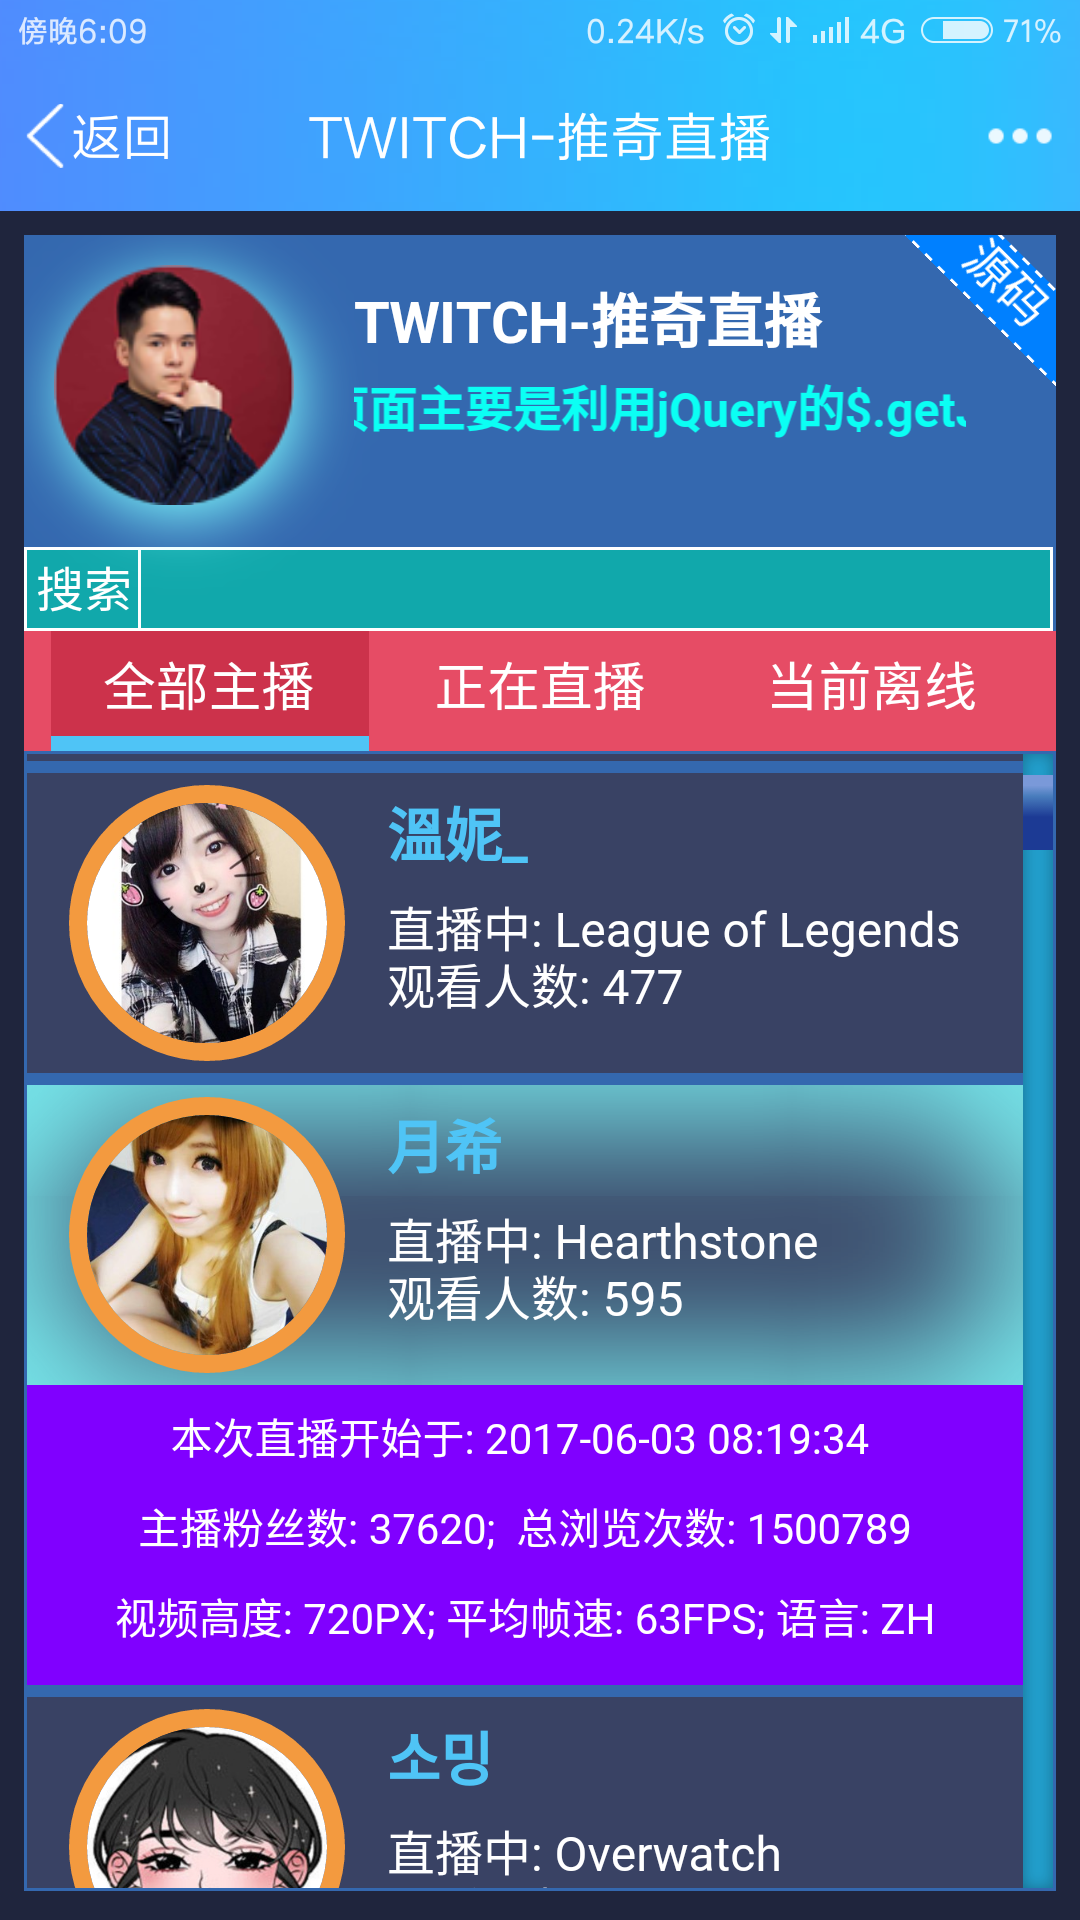 傍晚6:09
0.24K/s 4G 71%
返回
TWITCH-推奇直播
源码
TWITCH-推奇直播
页面主要是利用jQuery的$.get
搜索
全部主播 正在直播 当前离线
溫妮_
直播中: League of Legends
观看人数: 477
月希
直播中: Hearthstone
观看人数: 595
本次直播开始于: 2017-06-03 08:19:34
主播粉丝数: 37620; 总浏览次数: 1500789
视频高度: 720PX; 平均帧速: 63FPS; 语言: ZH
소밍
直播中: Overwatch